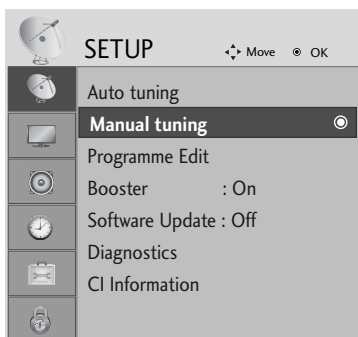 SETUP Move OK
Auto tuning
Manual tuning
Programme Edit
Booster : On
Software Update : Off
Diagnostics
CI Information